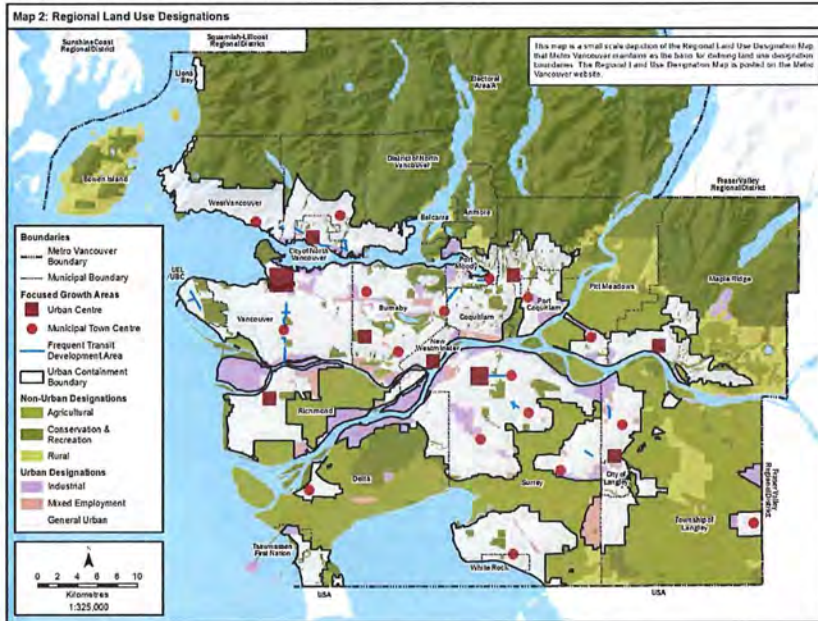 Map 2: Regional Land Use Designations
This map is a small scale depiction of the Regional Land Use Designation Map
that Metro Vancouver maintains as the basis for defining land use designation
boundaries. The Regional Land Use Designation Map is posted on the Metro
Vancouver website.
Sunshine Coast
Regional District
Squamish-Lillooet
Regional District
Lions
Bay
Electoral
Area A
Bowen Island
District of North
Vancouver
Fraser Valley
Regional District
West Vancouver
City of North
Vancouver
Belcarra
Anmore
Port
Moody
UEL
/UBC
Vancouver
Burnaby
Coquitlam
Port
Coquitlam
Pitt Meadows
Maple Ridge
New
Westminster
Richmond
Delta
Surrey
City of
Langley
Township of
Langley
Fraser Valley
Regional District
Tsawwassen
First Nation
White Rock
USA
USA
Boundaries
Metro Vancouver
Boundary
Municipal Boundary
Focused Growth Areas
Urban Centre
Municipal Town Centre
Frequent Transit
Development Area
Urban Containment
Boundary
Non-Urban Designations
Agricultural
Conservation &
Recreation
Rural
Urban Designations
Industrial
Mixed Employment
General Urban
N
0 2 4 6 8 10
Kilometres
1:325,000